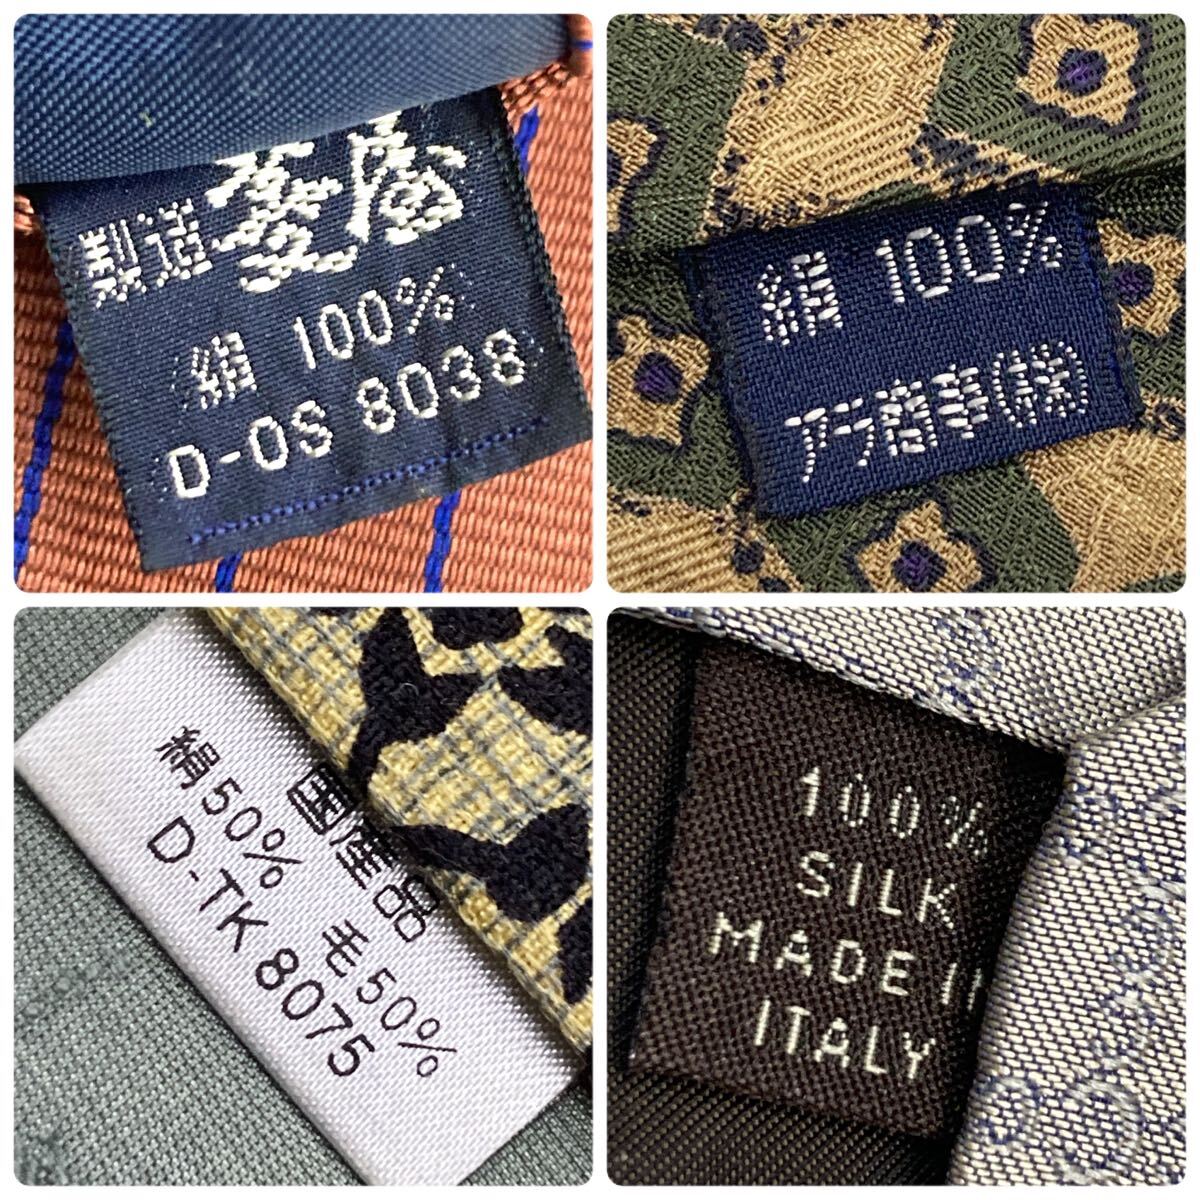 製造
絹 100%
D-OS 8038
絹 100%
アラ商事(株)
国産品
絹50% 毛50%
D-TK8075
100%
SILK
MADE IN
ITALY